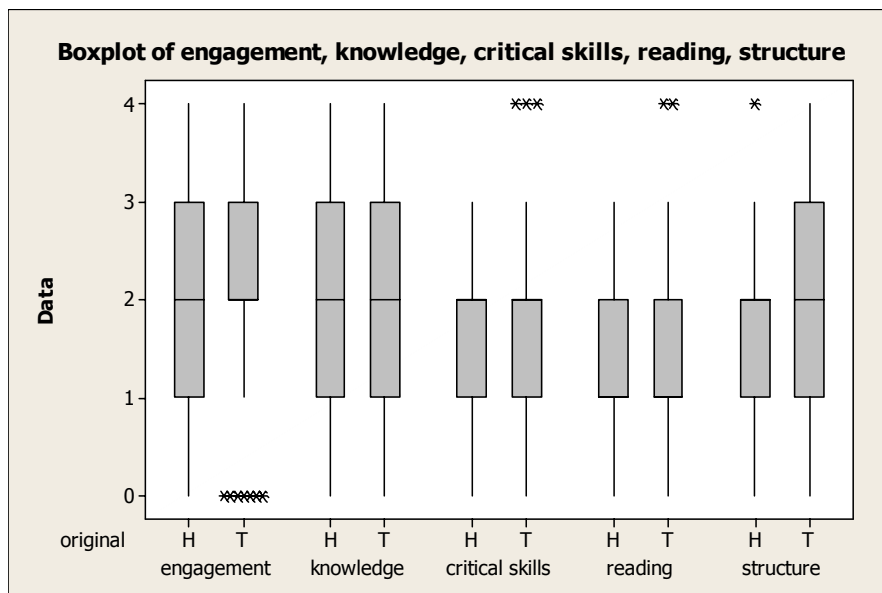 Boxplot of engagement, knowledge, critical skills, reading, structure
4
3
2
1
0
Data
original H T H T H T H T H T
engagement knowledge critical skills reading structure